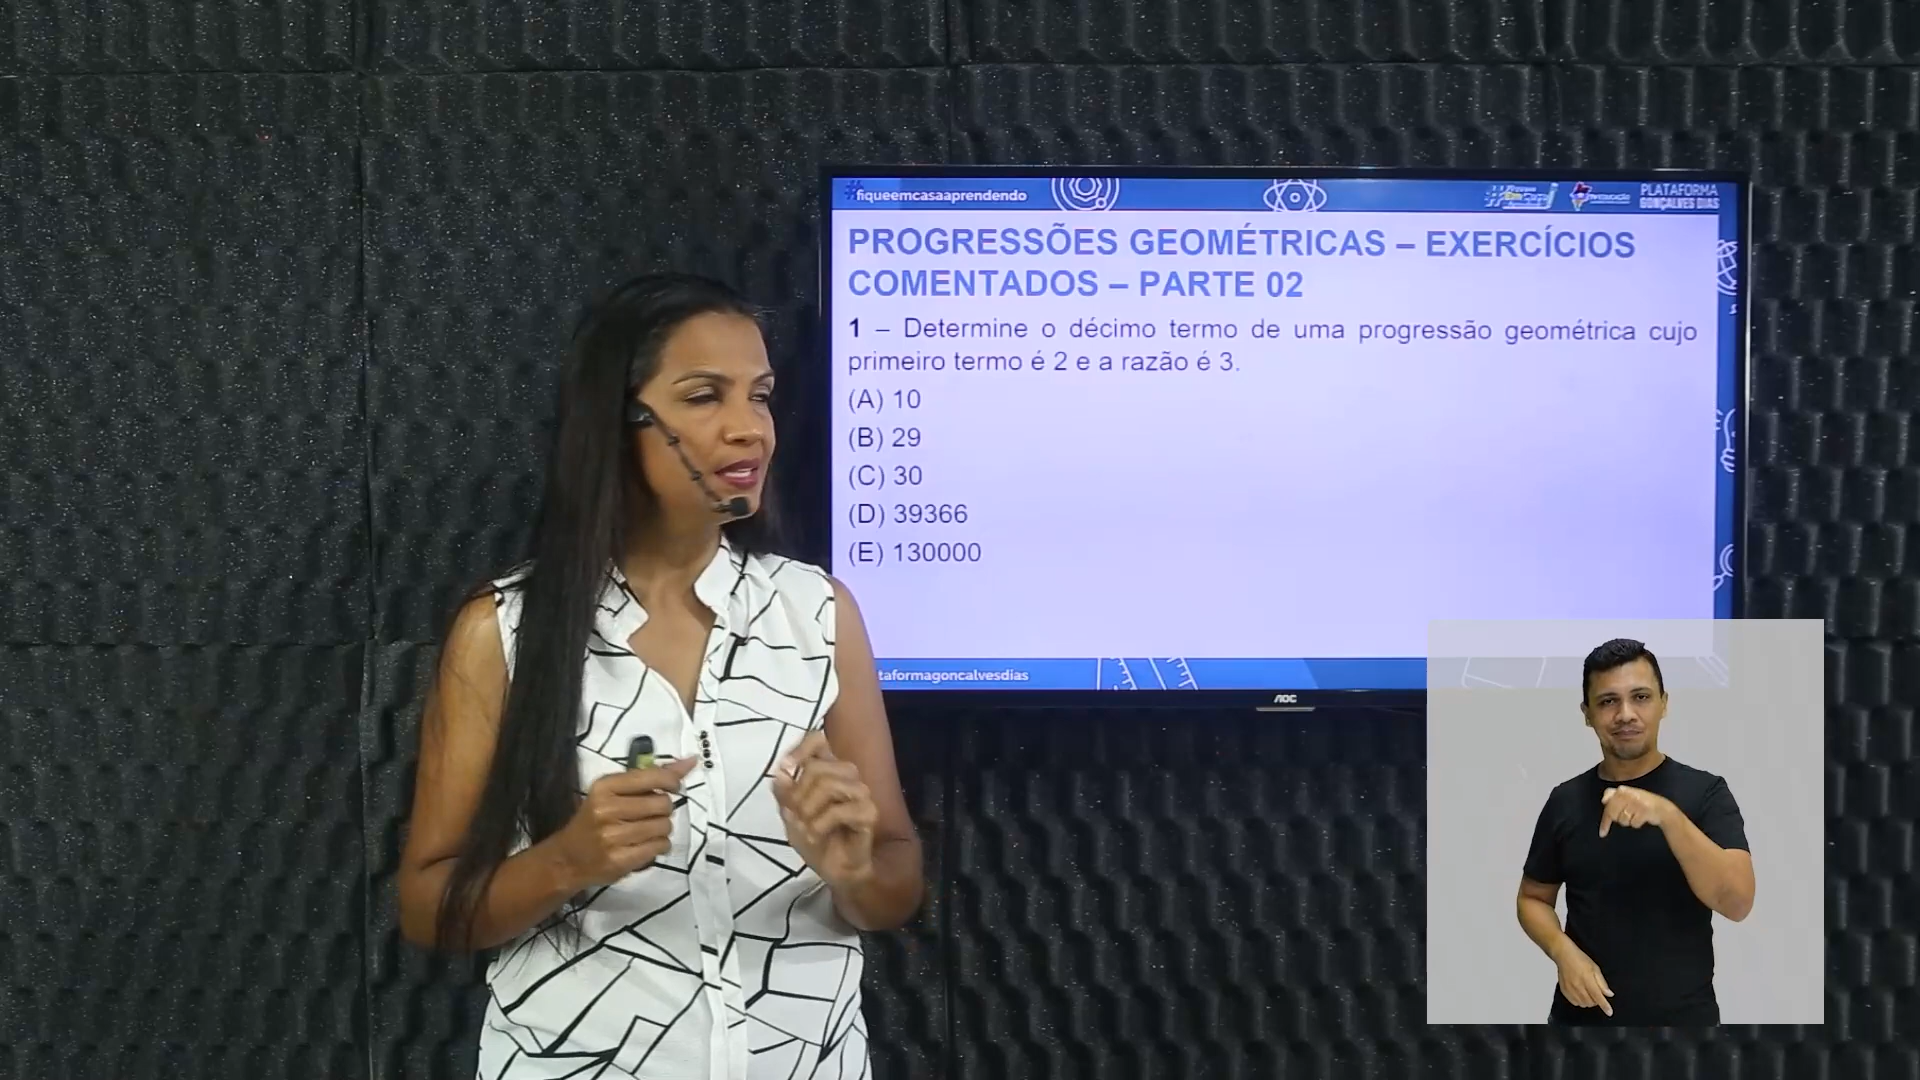 #fiqueemcasaaprendendo
PLATAFORMA
GONÇALVES DIAS
PROGRESSÕES GEOMÉTRICAS – EXERCÍCIOS
COMENTADOS – PARTE 02
1 – Determine o décimo termo de uma progressão geométrica cujo
primeiro termo é 2 e a razão é 3.
(A) 10
(B) 29
(C) 30
(D) 39366
(E) 130000
taformagoncalvesdias
AOC